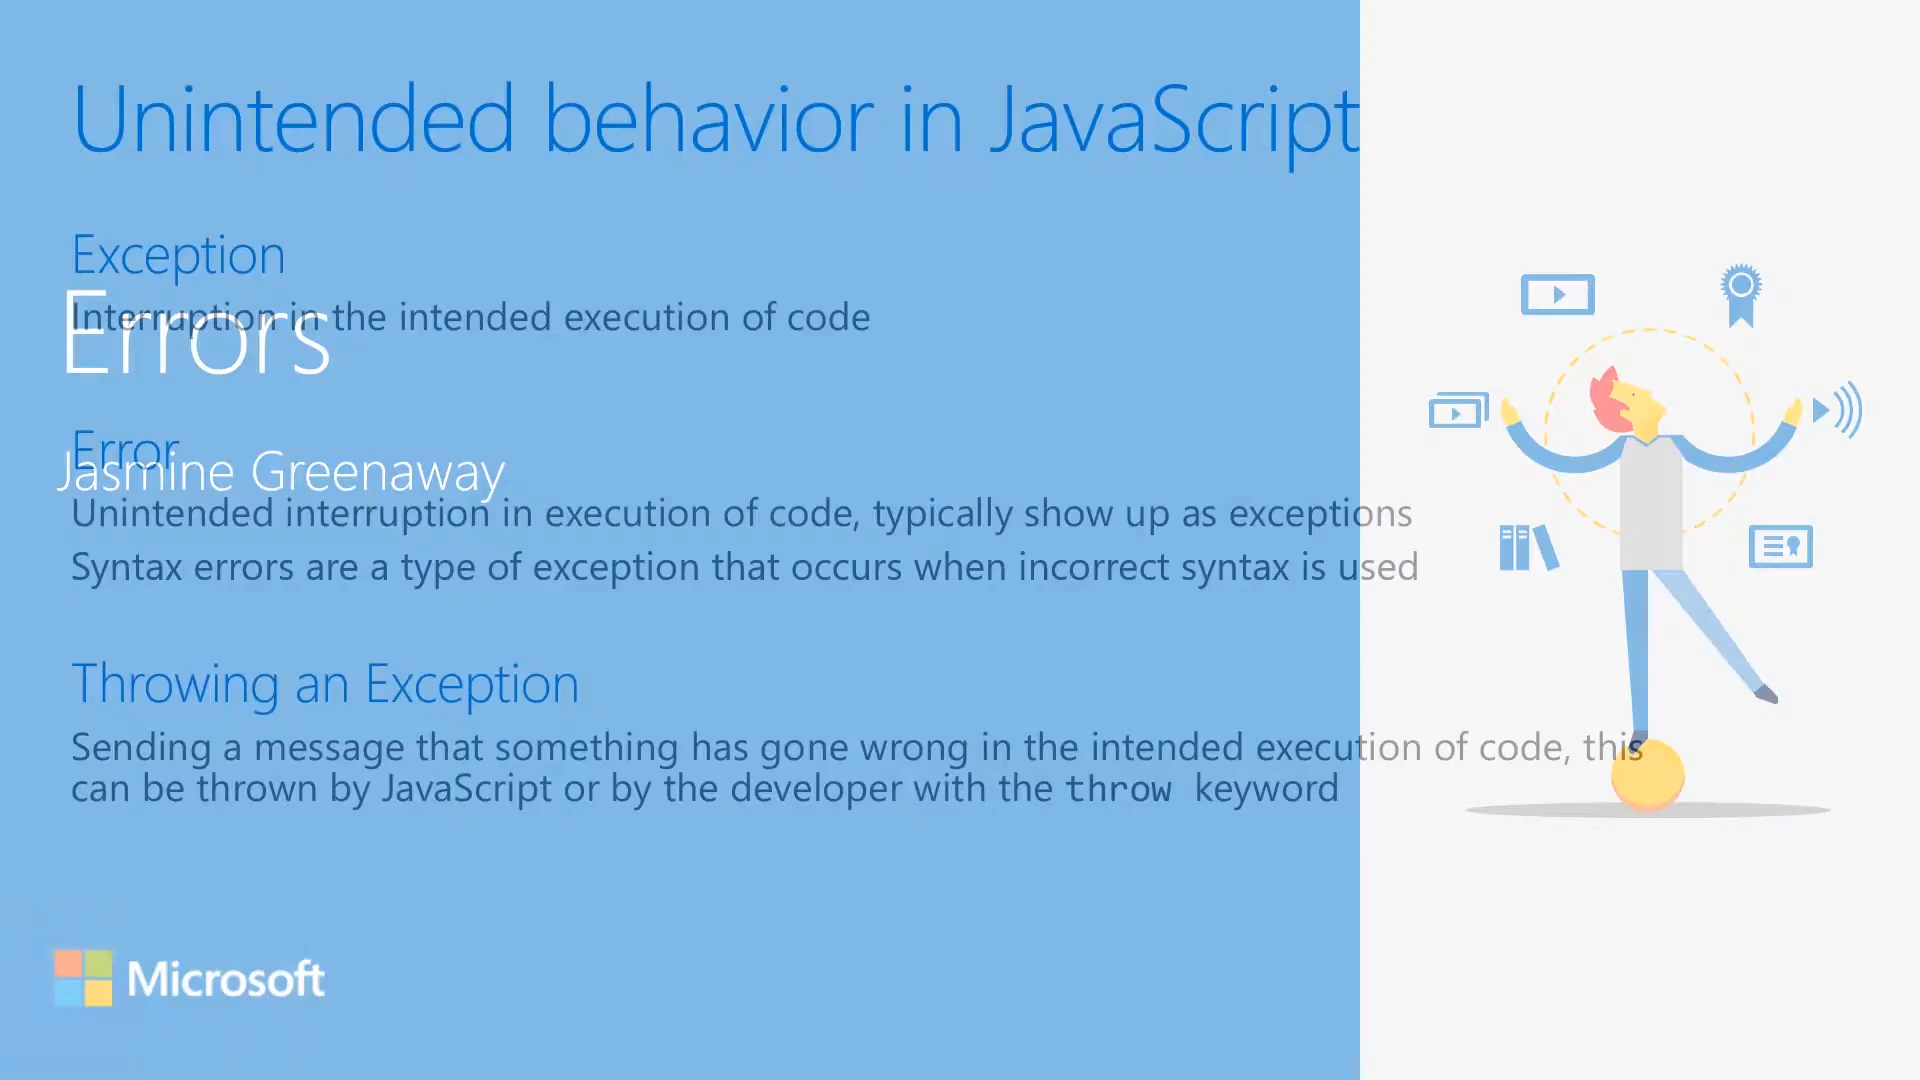 Unintended behavior in JavaScript
Exception
Interruption in the intended execution of code
Errors
Error
Jasmine Greenaway
Unintended interruption in execution of code, typically show up as exceptions
Syntax errors are a type of exception that occurs when incorrect syntax is used
Throwing an Exception
Sending a message that something has gone wrong in the intended execution of code, this
can be thrown by JavaScript or by the developer with the throw keyword
Microsoft